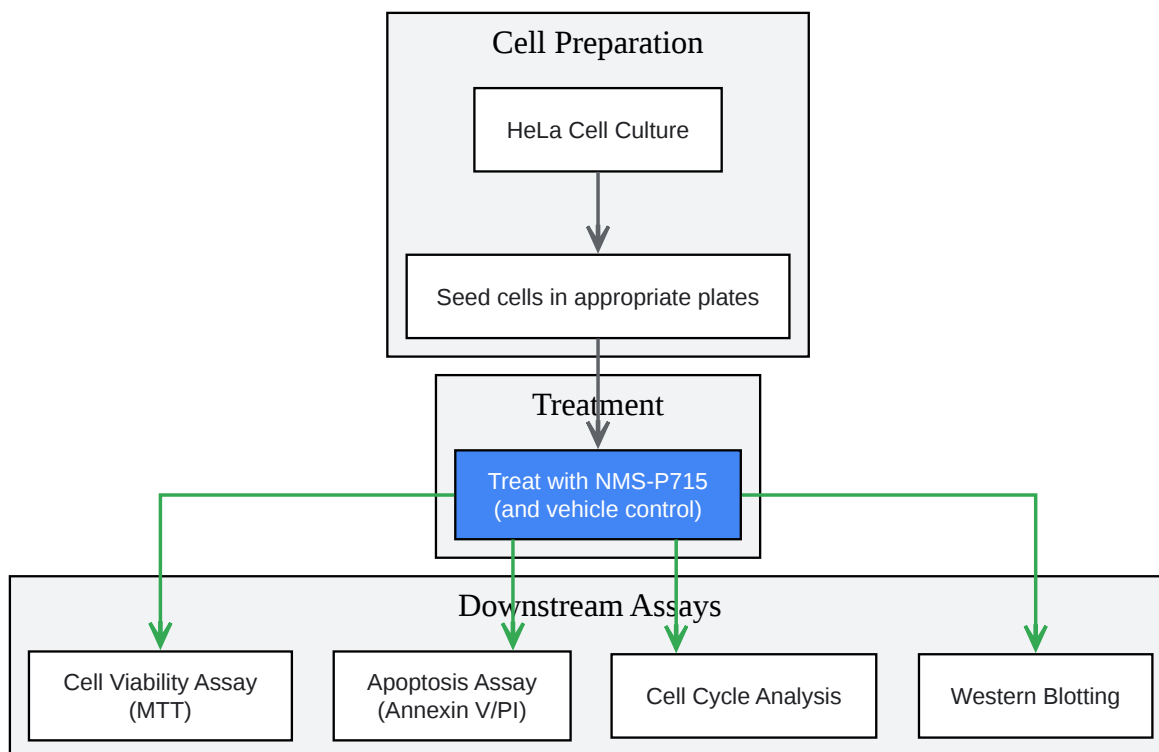 Cell Preparation
HeLa Cell Culture
Seed cells in appropriate plates
Treatment
Treat with NMS-P715
(and vehicle control)
Downstream Assays
Cell Viability Assay
(MTT)
Apoptosis Assay
(Annexin V/PI)
Cell Cycle Analysis
Western Blotting